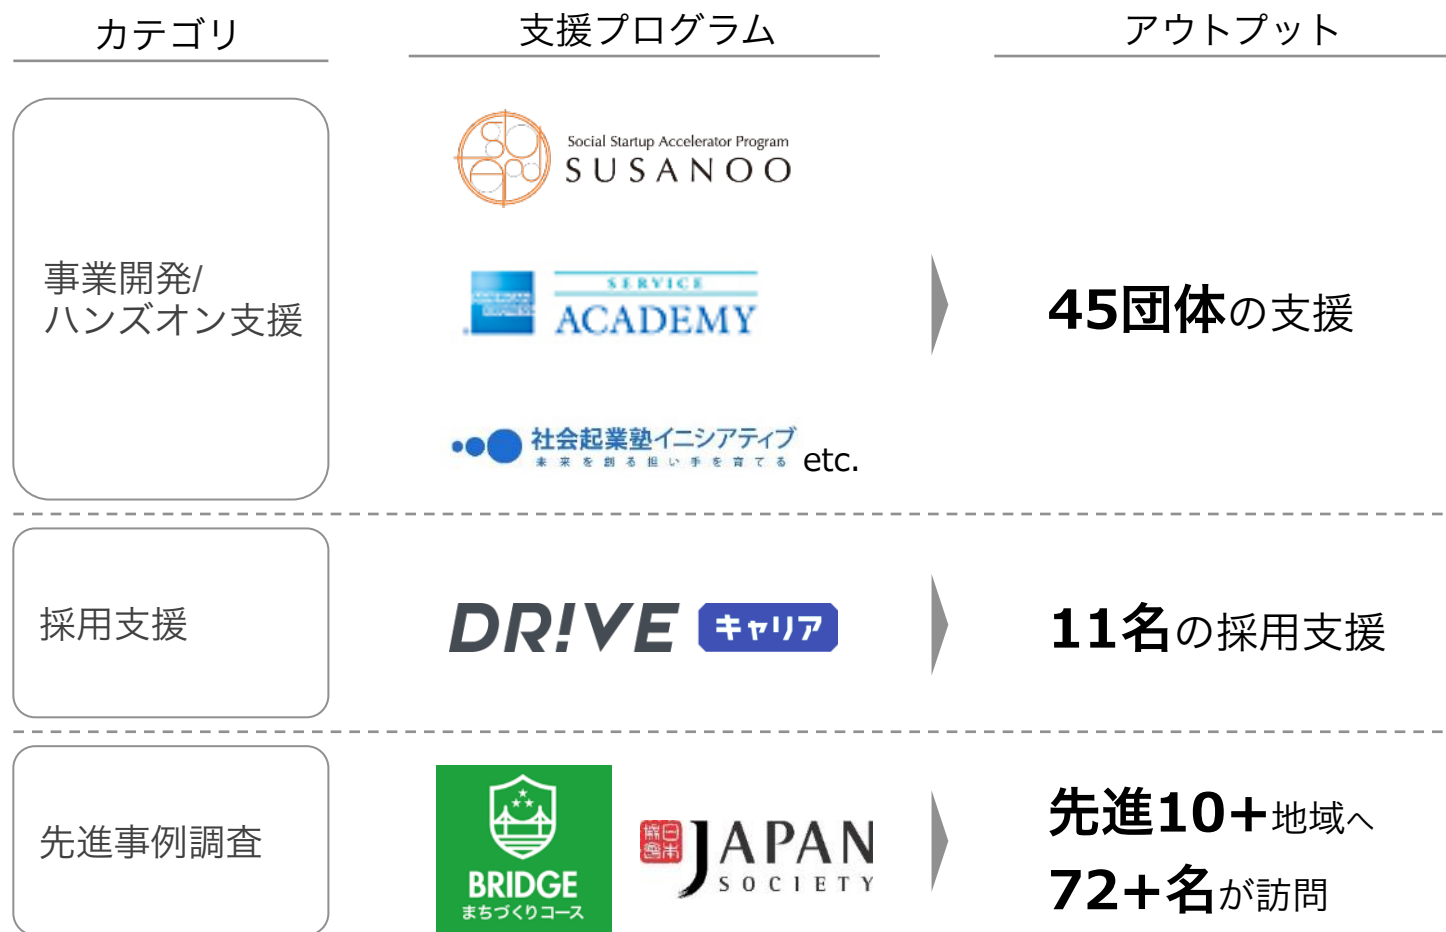 カテゴリ
支援プログラム
アウトプット
事業開発/
ハンズオン支援
Social Startup Accelerator Program
SUSANOO
SERVICE
ACADEMY
社会起業塾イニシアティブ
未来を創る担い手を育てる
etc.
45団体の支援
採用支援
DR!VE キャリア
11名の採用支援
先進事例調査
BRIDGE
まちづくりコース
JAPAN
SOCIETY
先進10+地域へ
72+名が訪問